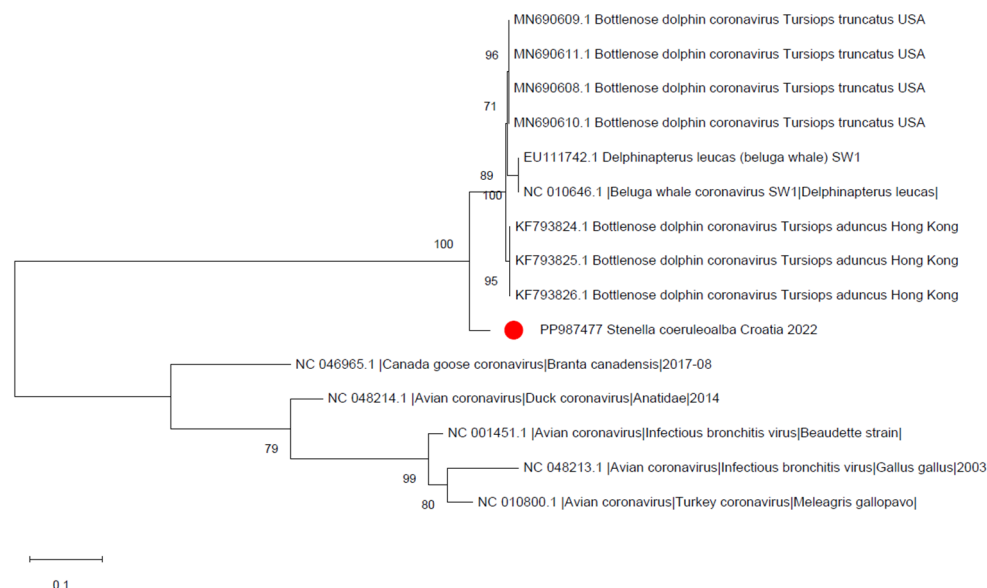 MN690609.1 Bottlenose dolphin coronavirus Tursiops truncatus USA
96
MN690611.1 Bottlenose dolphin coronavirus Tursiops truncatus USA
MN690608.1 Bottlenose dolphin coronavirus Tursiops truncatus USA
71
MN690610.1 Bottlenose dolphin coronavirus Tursiops truncatus USA
EU111742.1 Delphinapterus leucas (beluga whale) SW1
89
100
NC 010646.1 |Beluga whale coronavirus SW1|Delphinapterus leucas|
KF793824.1 Bottlenose dolphin coronavirus Tursiops aduncus Hong Kong
100
KF793825.1 Bottlenose dolphin coronavirus Tursiops aduncus Hong Kong
95
KF793826.1 Bottlenose dolphin coronavirus Tursiops aduncus Hong Kong
PP987477 Stenella coeruleoalba Croatia 2022
NC 046965.1 |Canada goose coronavirus|Branta canadensis|2017-08
NC 048214.1 |Avian coronavirus|Duck coronavirus|Anatidae|2014
NC 001451.1 |Avian coronavirus|Infectious bronchitis virus|Beaudette strain|
79
NC 048213.1 |Avian coronavirus|Infectious bronchitis virus|Gallus gallus|2003
99
NC 010800.1 |Avian coronavirus|Turkey coronavirus|Meleagris gallopavo|
80
0.1